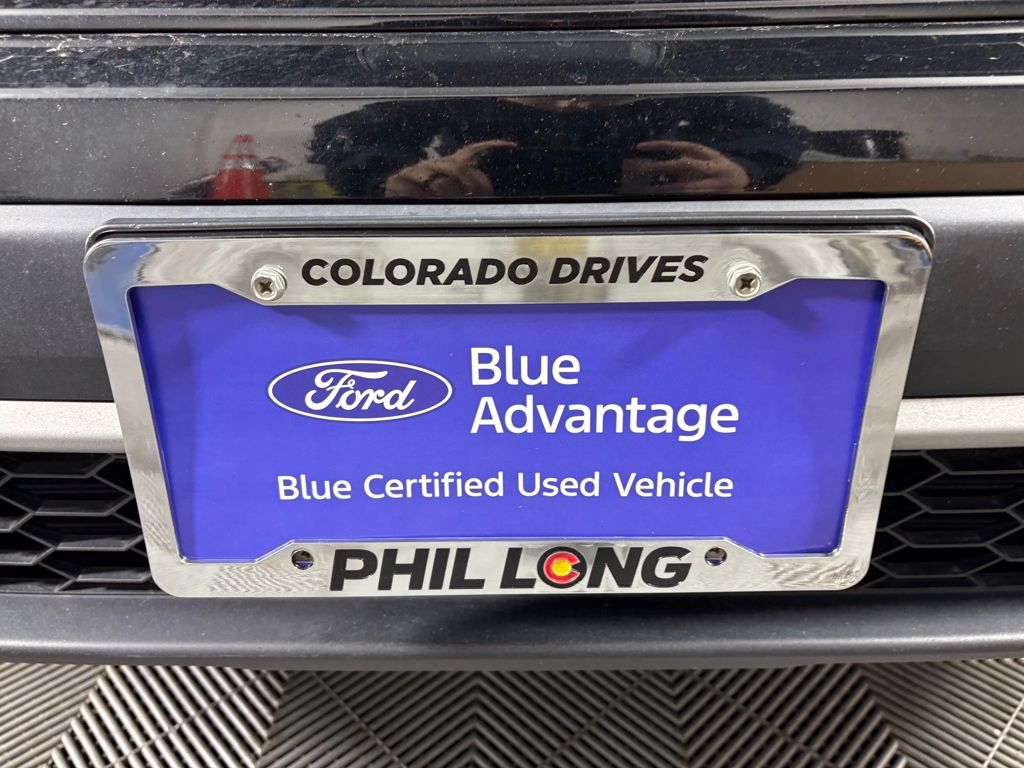 COLORADO DRIVES
Ford
Blue
Advantage
Blue Certified Used Vehicle
PHIL LONG